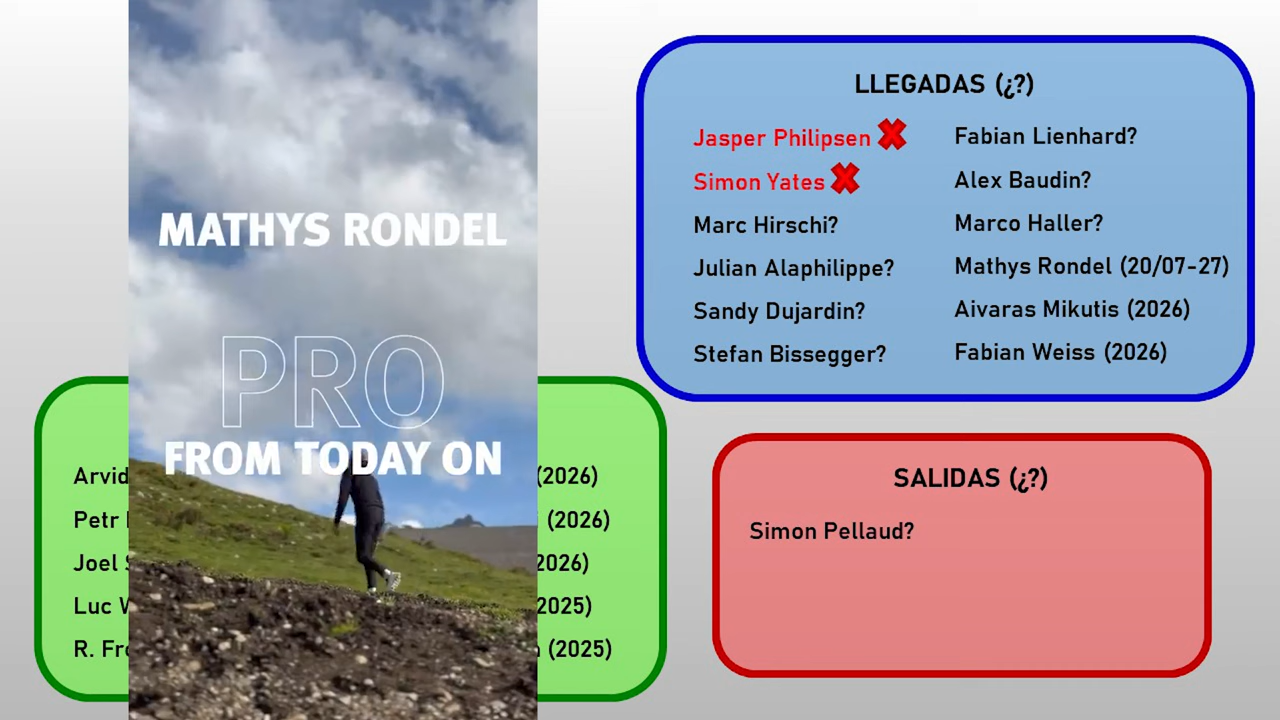 MATHYS RONDEL
PRO
FROM TODAY ON
LLEGADAS (¿?)
Jasper Philipsen
Simon Yates
Marc Hirschi?
Julian Alaphilippe?
Sandy Dujardin?
Stefan Bissegger?
Fabian Lienhard?
Alex Baudin?
Marco Haller?
Mathys Rondel (20/07-27)
Aivaras Mikutis (2026)
Fabian Weiss (2026)
Arvid (2026)
Petr (2026)
Joel 2026)
Luc 2025)
R. (2025)
SALIDAS (¿?)
Simon Pellaud?